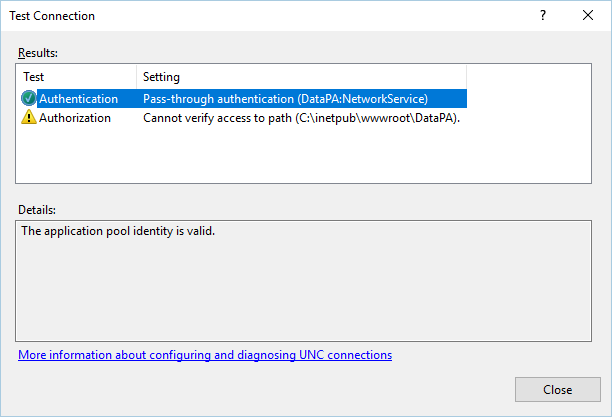 Test Connection
?
Results:
Test Setting
Authentication Pass-through authentication (DataPA:NetworkService)
Authorization Cannot verify access to path (C:\inetpub\wwwroot\DataPA).
Details:
The application pool identity is valid.
More information about configuring and diagnosing UNC connections
Close